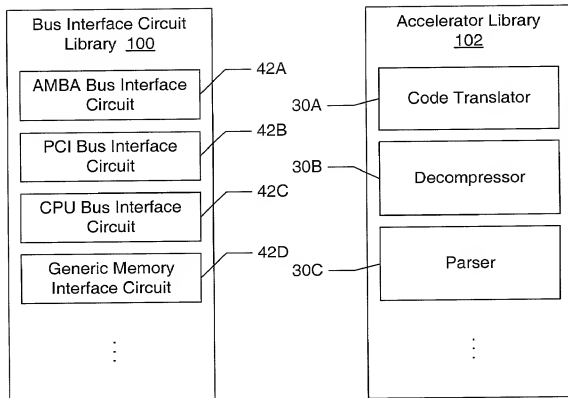 Bus Interface Circuit
Library 100
AMBA Bus Interface
Circuit
PCI Bus Interface
Circuit
CPU Bus Interface
Circuit
Generic Memory
Interface Circuit
42A
42B
42C
42D
Accelerator Library
102
30A
Code Translator
30B
Decompressor
30C
Parser